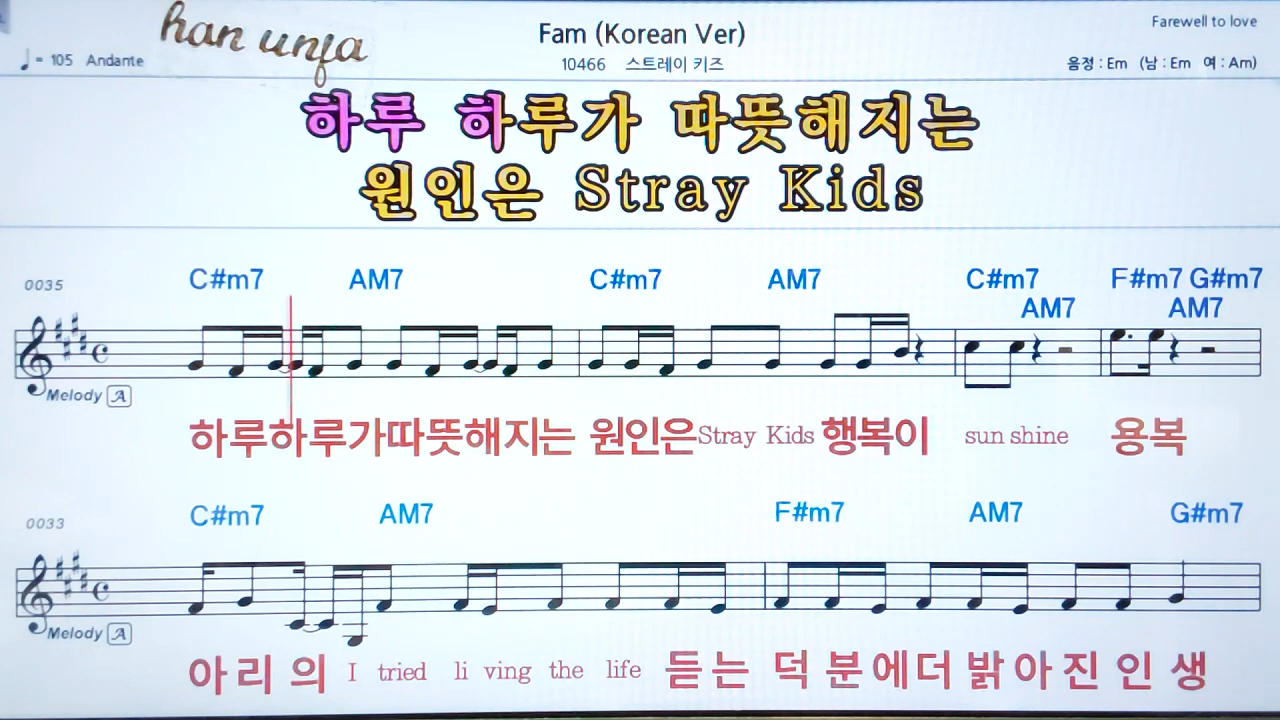 han unja
Fam (Korean Ver)
Farewell to love
♩= 105 Andante
10466 스트레이 키즈
음정 : Em (남 : Em 여 : Am)
하루 하루가 따뜻해지는
원인은 Stray Kids
0035
C#m7 AM7 C#m7 AM7 C#m7 F#m7 G#m7
AM7 AM7
Melody A
하루하루가따뜻해지는 원인은Stray Kids 행복이 sun shine 용복
0033
C#m7 AM7 F#m7 AM7 G#m7
Melody A
아리의 I tried li ving the life 듣는 덕분에더밝아진인생